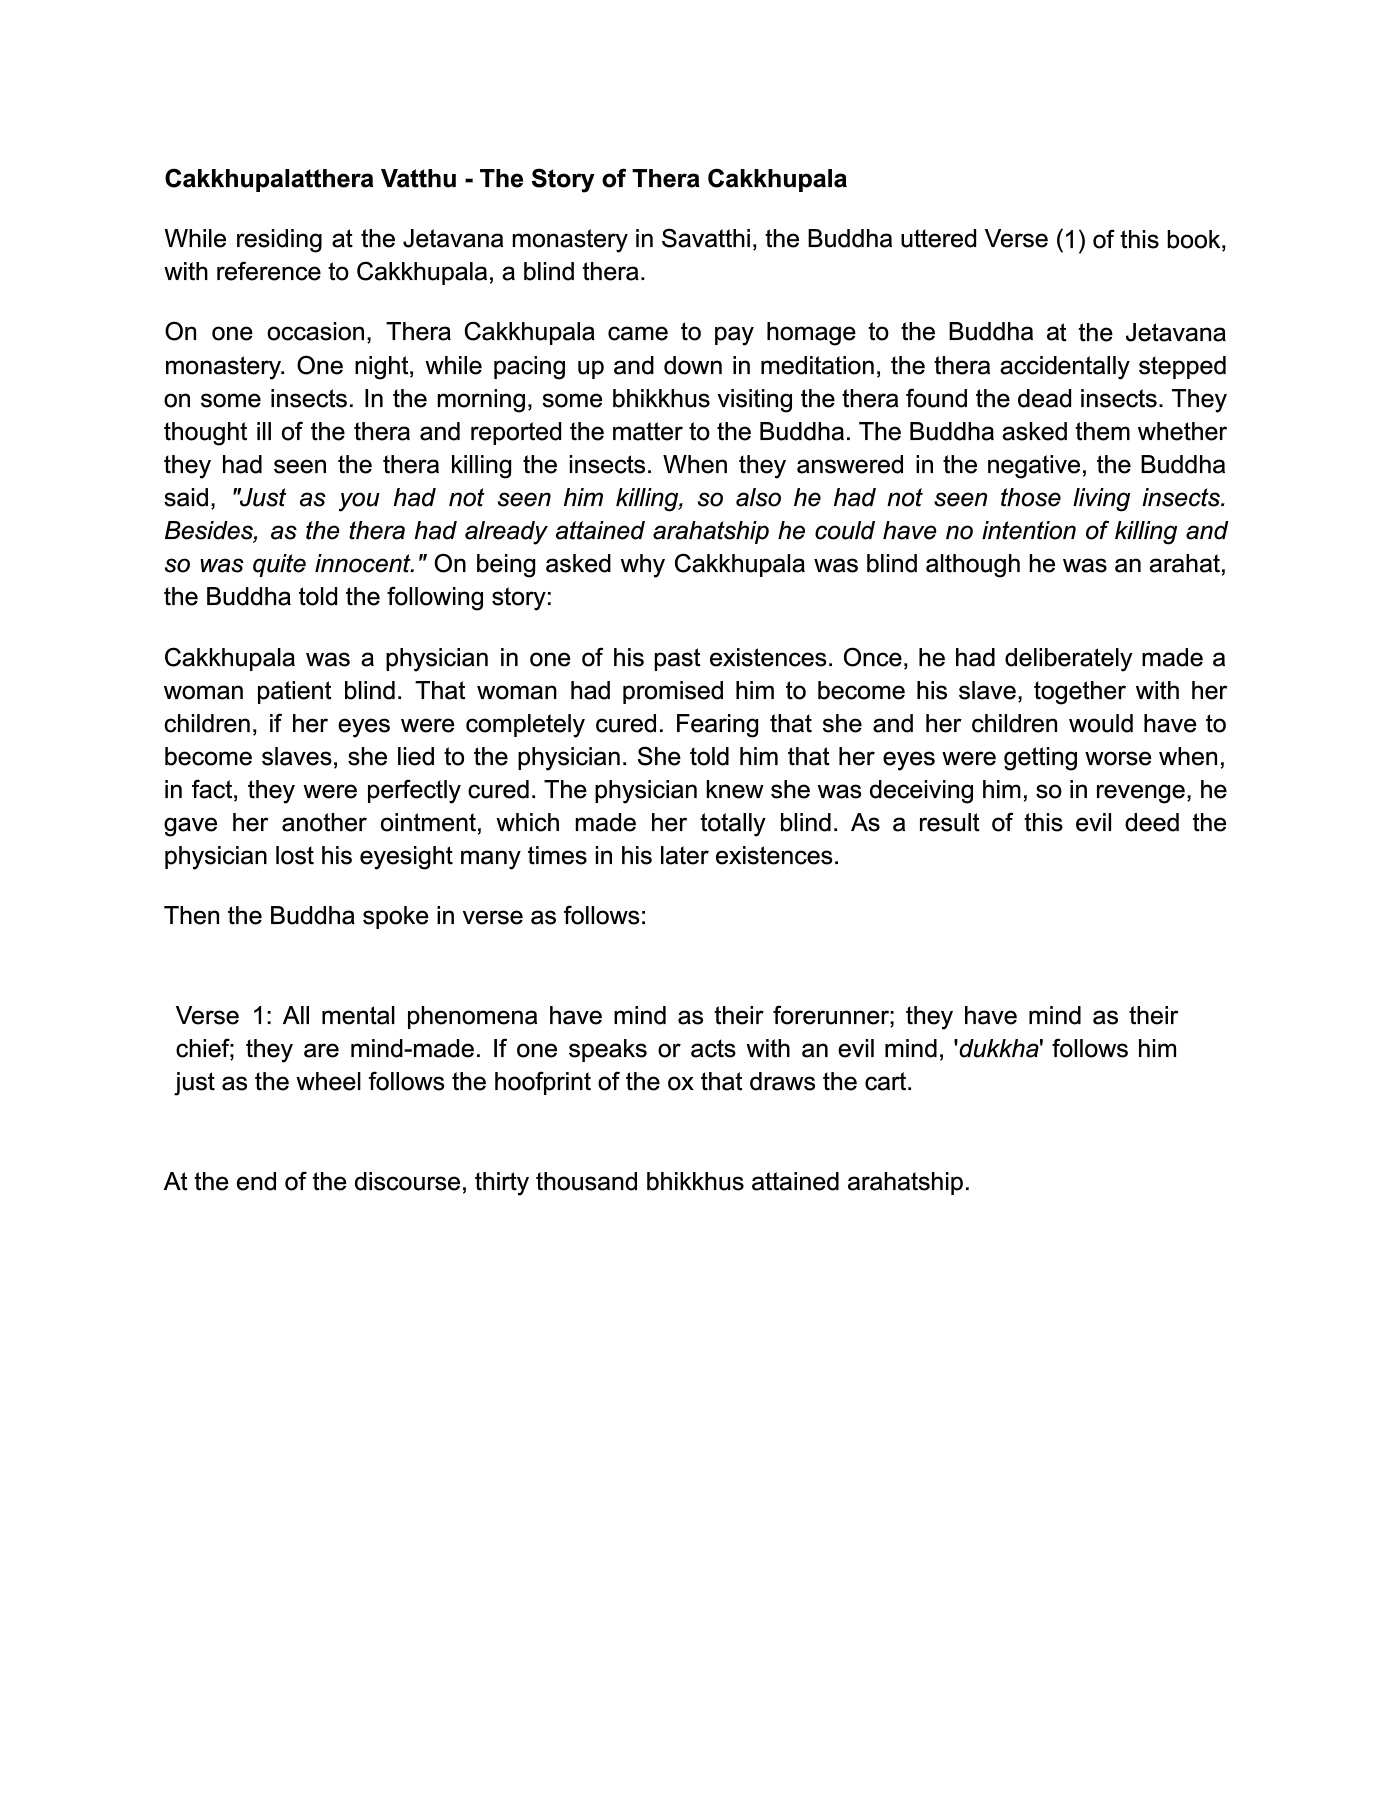 Cakkhupalatthera Vatthu - The Story of Thera Cakkhupala
While residing at the Jetavana monastery in Savatthi, the Buddha uttered Verse (1) of this book,
with reference to Cakkhupala, a blind thera.
On one occasion, Thera Cakkhupala came to pay homage to the Buddha at the Jetavana
monastery. One night, while pacing up and down in meditation, the thera accidentally stepped
on some insects. In the morning, some bhikkhus visiting the thera found the dead insects. They
thought ill of the thera and reported the matter to the Buddha. The Buddha asked them whether
they had seen the thera killing the insects. When they answered in the negative, the Buddha
said, "Just as you had not seen him killing, so also he had not seen those living insects.
Besides, as the thera had already attained arahatship he could have no intention of killing and
so was quite innocent." On being asked why Cakkhupala was blind although he was an arahat,
the Buddha told the following story:
Cakkhupala was a physician in one of his past existences. Once, he had deliberately made a
woman patient blind. That woman had promised him to become his slave, together with her
children, if her eyes were completely cured. Fearing that she and her children would have to
become slaves, she lied to the physician. She told him that her eyes were getting worse when,
in fact, they were perfectly cured. The physician knew she was deceiving him, so in revenge, he
gave her another ointment, which made her totally blind. As a result of this evil deed the
physician lost his eyesight many times in his later existences.
Then the Buddha spoke in verse as follows:
Verse 1: All mental phenomena have mind as their forerunner; they have mind as their
chief; they are mind-made. If one speaks or acts with an evil mind, 'dukkha' follows him
just as the wheel follows the hoofprint of the ox that draws the cart.
At the end of the discourse, thirty thousand bhikkhus attained arahatship.